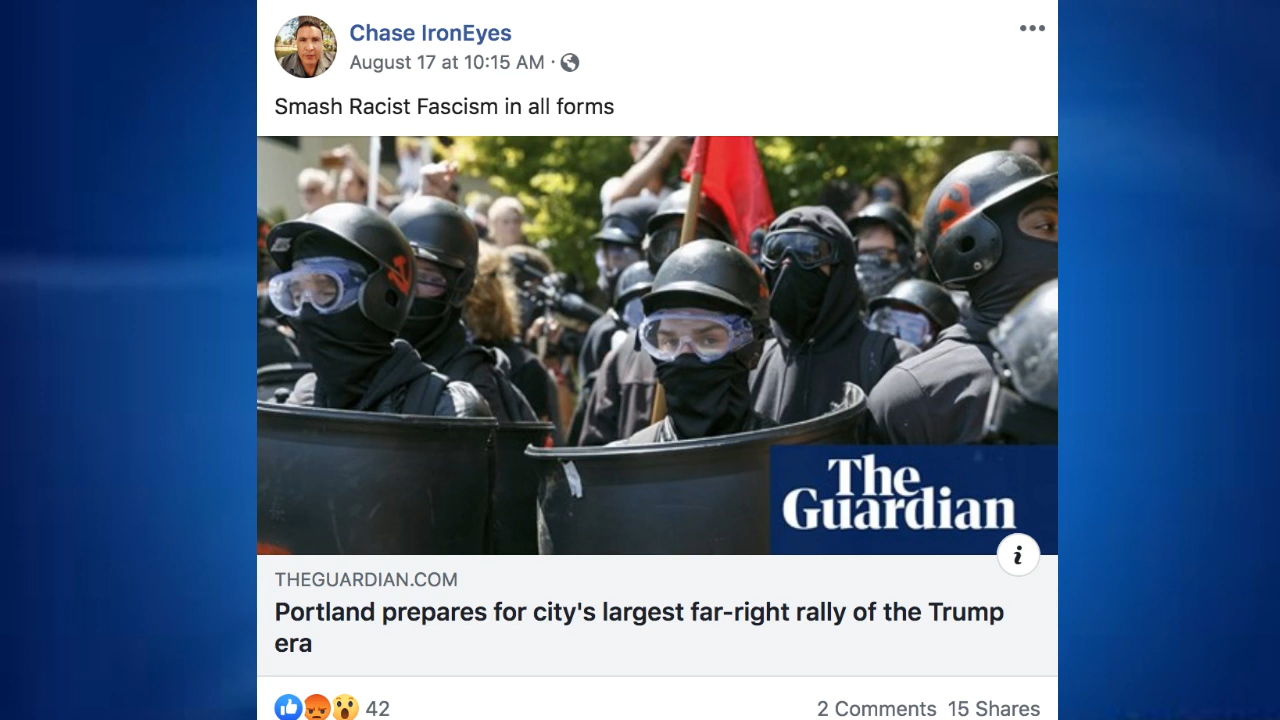 Chase IronEyes
August 17 at 10:15 AM ·
Smash Racist Fascism in all forms
The
Guardian
i
THEGUARDIAN.COM
Portland prepares for city's largest far-right rally of the Trump
era
42
2 Comments 15 Shares